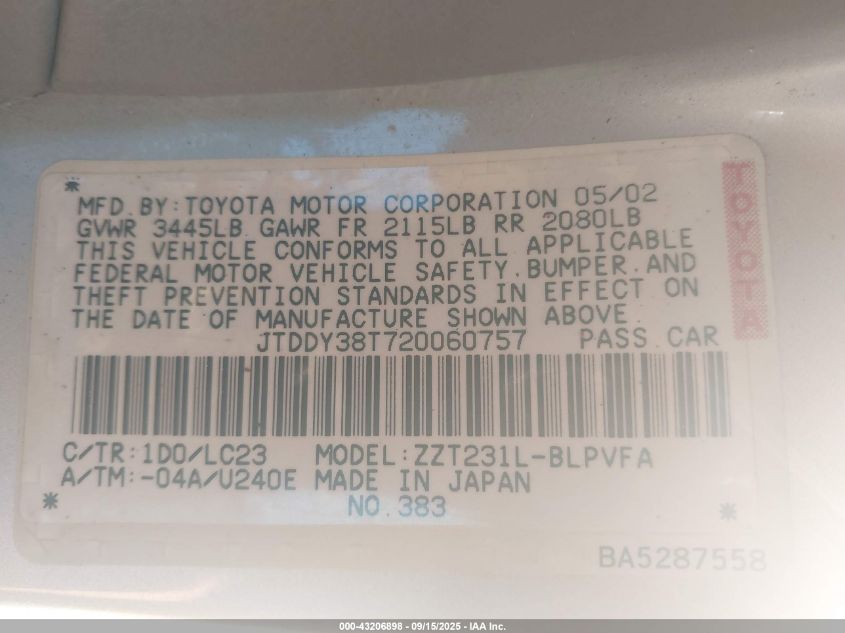 MFD. BY: TOYOTA MOTOR CORPORATION 05/02
GVWR 3445LB GAWR FR 2115LB RR 2080LB
THIS VEHICLE CONFORMS TO ALL APPLICABLE
FEDERAL MOTOR VEHICLE SAFETY, BUMPER, AND
THEFT PREVENTION STANDARDS IN EFFECT ON
THE DATE OF MANUFACTURE SHOWN ABOVE.
JTDDY38T720060757 PASS. CAR
C/TR: 1D0/LC23 MODEL: ZZT231L-BLPVFA
A/TM: -04A/U240E MADE IN JAPAN
NO. 383
BA5287558
TOYOTA
000-43206898 - 09/15/2025 - IAA Inc.